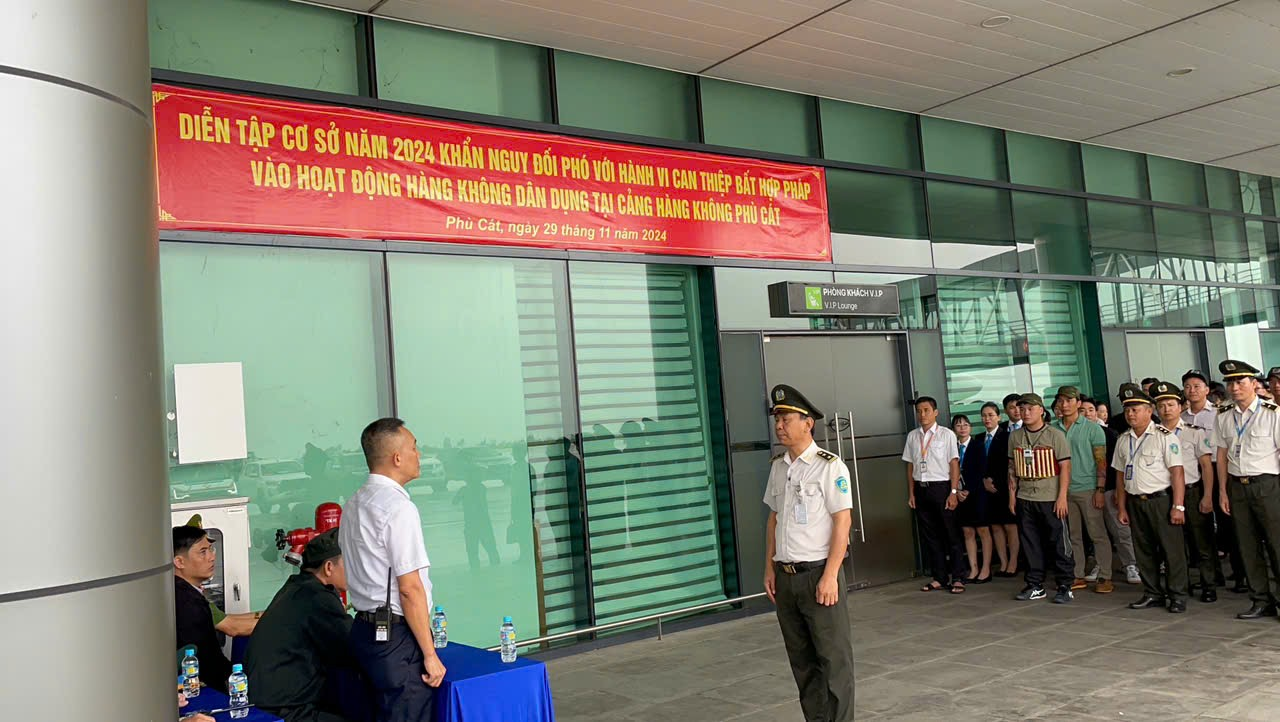 DIỄN TẬP CƠ SỞ NĂM 2024 KHẨN NGUY ĐỐI PHÓ VỚI HÀNH VI CAN THIỆP BẤT HỢP PHÁP
VÀO HOẠT ĐỘNG HÀNG KHÔNG DÂN DỤNG TẠI CẢNG HÀNG KHÔNG PHÙ CÁT
Phù Cát, ngày 29 tháng 11 năm 2024
PHÒNG KHÁCH V.I.P
V.I.P Lounge